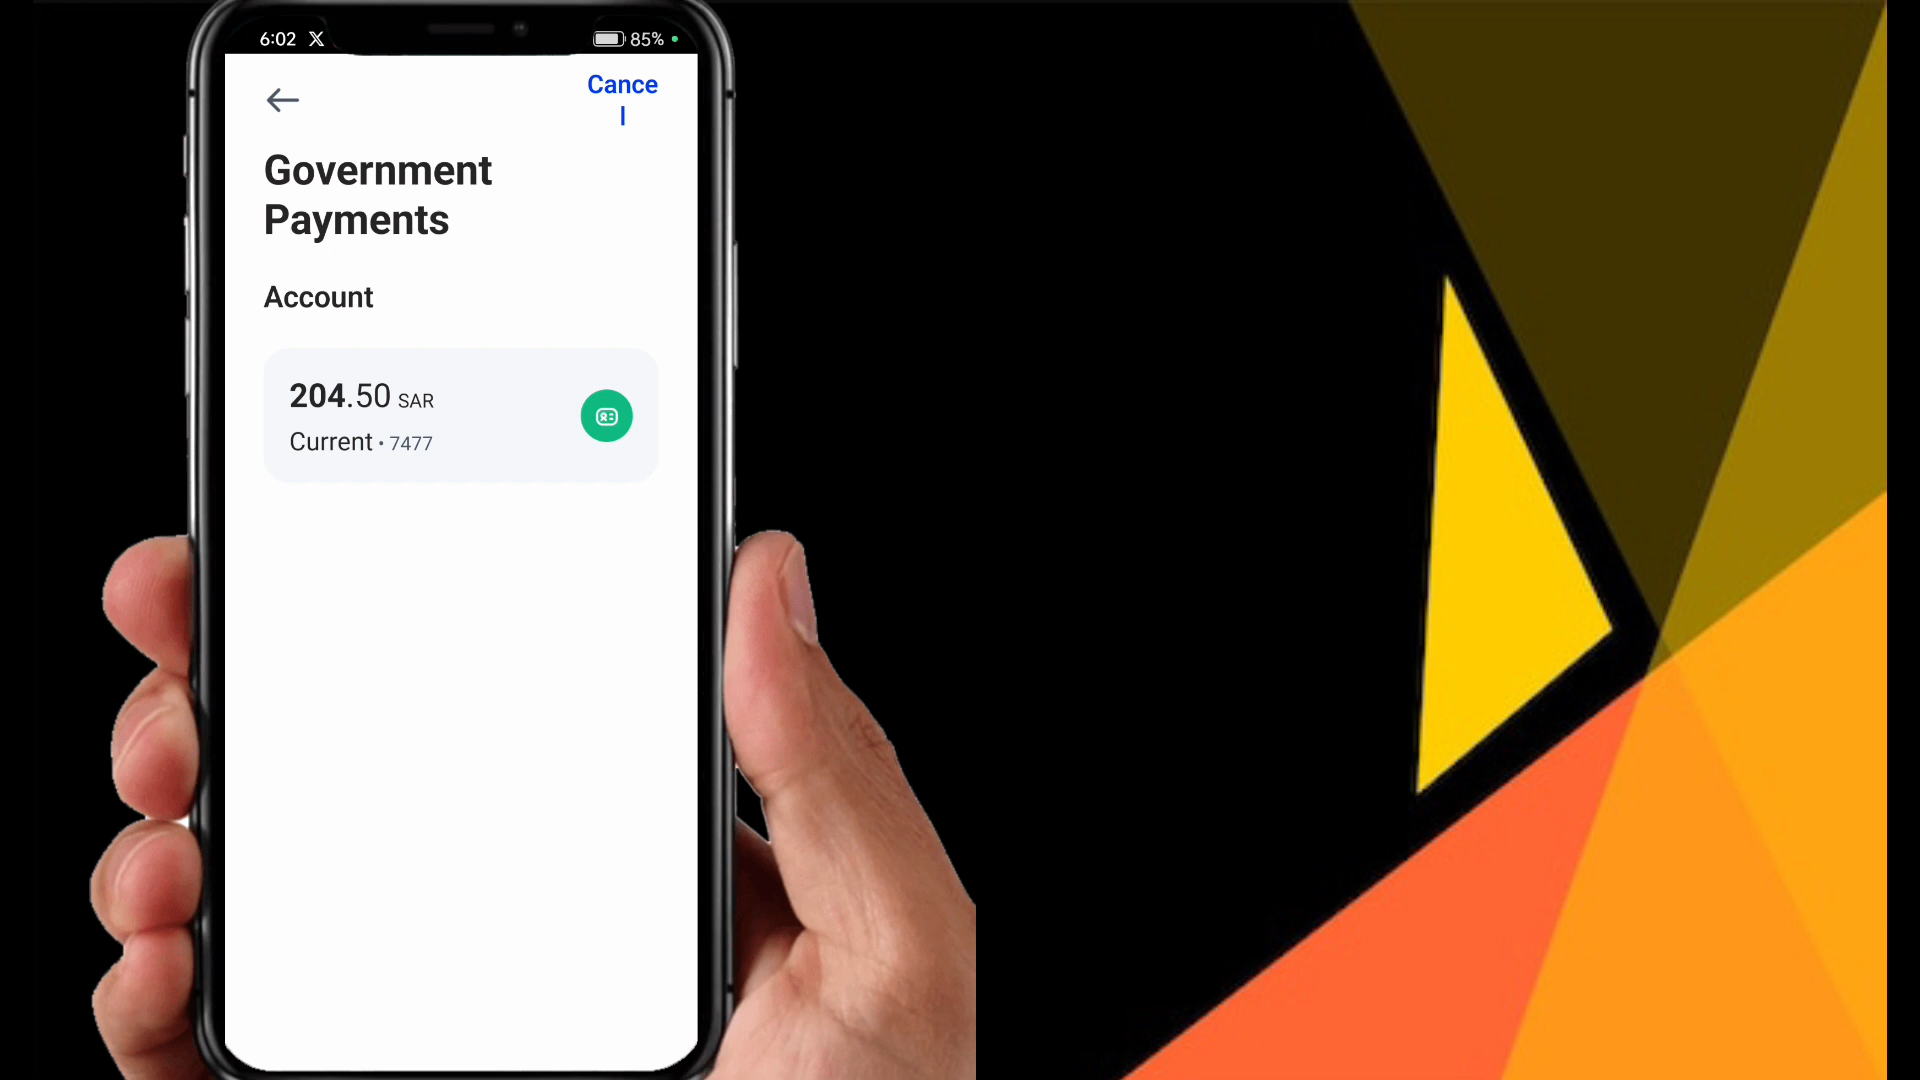 6:02 X 85%
Cance
l
Government
Payments
Account
204.50 SAR
Current • 7477